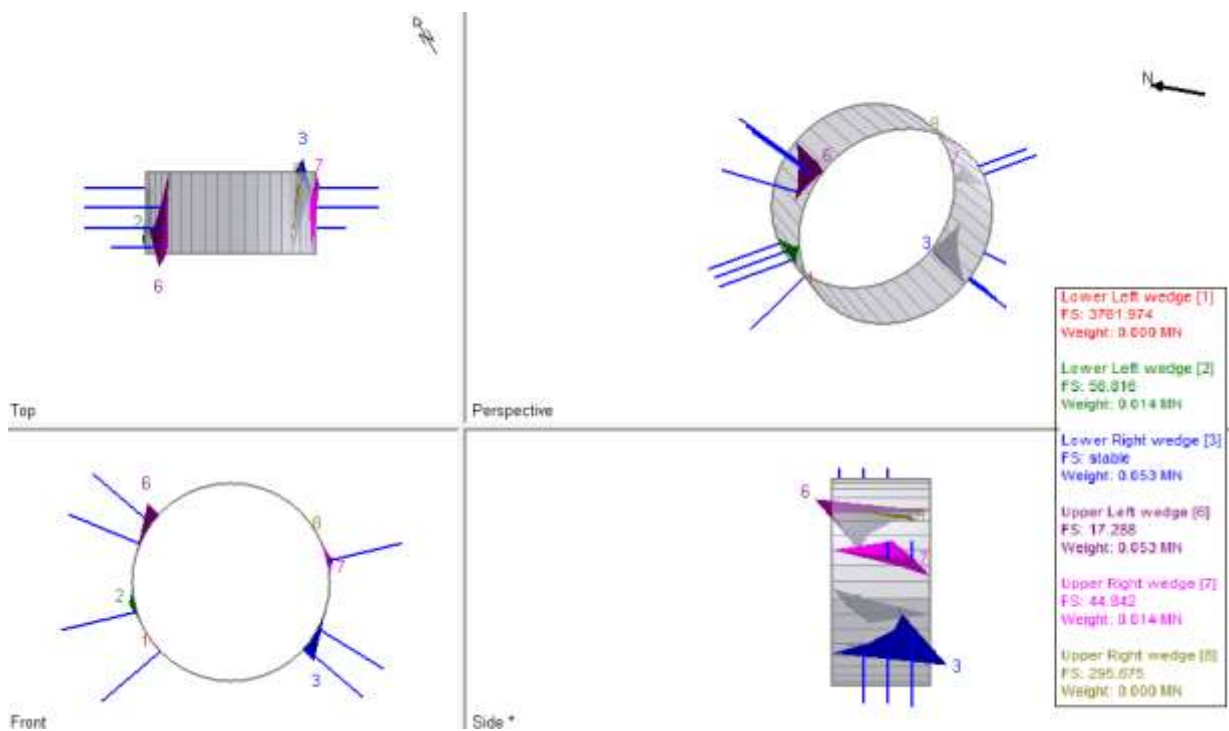 N
3
7
2
6
Top
N
8
6
7
3
1
Perspective
Lower Left wedge [1]
FS: 3761.974
Weight: 0.000 MN
Lower Left wedge [2]
FS: 56.816
Weight: 0.014 MN
Lower Right wedge [3]
FS: stable
Weight: 0.053 MN
Upper Left wedge [6]
FS: 17.288
Weight: 0.053 MN
Upper Right wedge [7]
FS: 44.842
Weight: 0.014 MN
Upper Right wedge [8]
FS: 295.675
Weight: 0.000 MN
6
8
7
2
1
3
Front
6
7
3
Side *